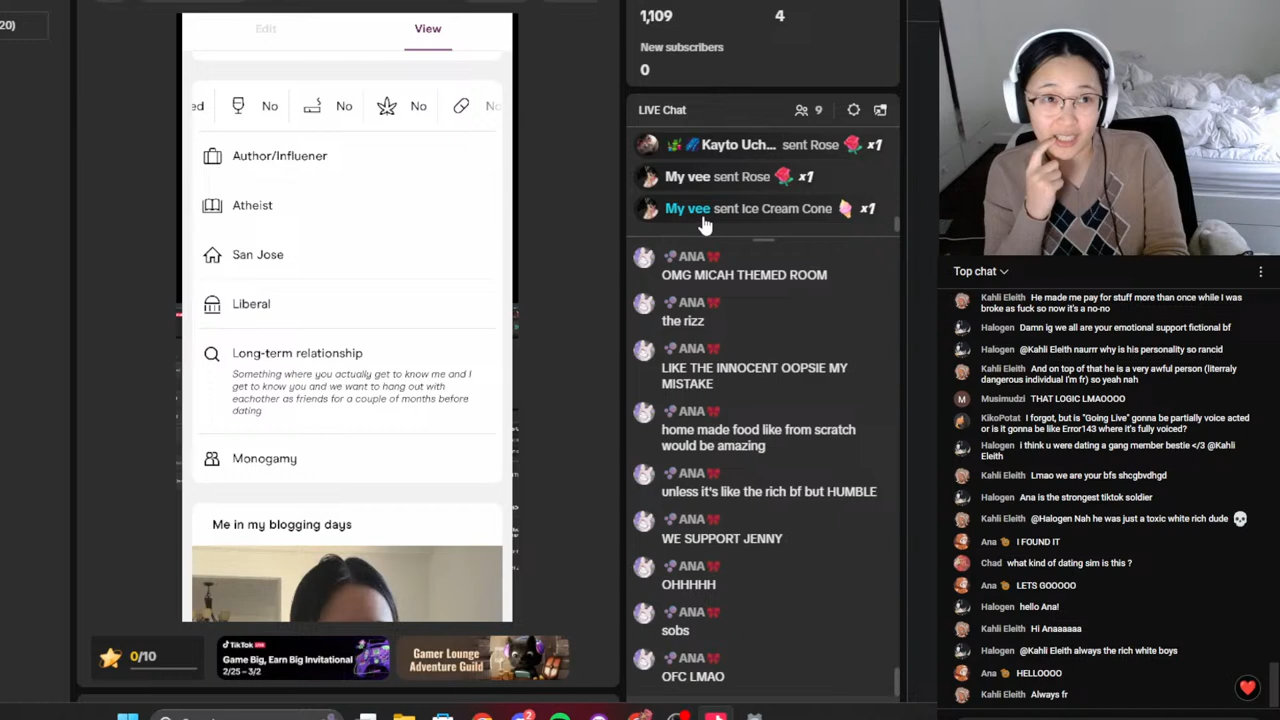 20)
Edit
View
ed
No
No
No
No
Author/Influener
Atheist
San Jose
Liberal
Long-term relationship
Something where you actually get to know me and I
get to know you and we want to hang out with
eachother as friends for a couple of months before
dating
Monogamy
Me in my blogging days
0/10
TikTok LIVE
Game Big, Earn Big Invitational
2/25 – 3/2
Gamer Lounge
Adventure Guild
1,109
4
New subscribers
0
LIVE Chat
9
Kayto Uch... sent Rose x1
My vee sent Rose x1
My vee sent Ice Cream Cone x1
ANA
OMG MICAH THEMED ROOM
ANA
the rizz
ANA
LIKE THE INNOCENT OOPSIE MY
MISTAKE
ANA
home made food like from scratch
would be amazing
ANA
unless it's like the rich bf but HUMBLE
ANA
WE SUPPORT JENNY
ANA
OHHHHH
ANA
sobs
ANA
OFC LMAO
Top chat
Kahli Eleith He made me pay for stuff more than once while I was
broke as fuck so now it's a no-no
Halogen Damn ig we all are your emotional support fictional bf
Halogen @Kahli Eleith naurrr why is his personality so rancid
Kahli Eleith And on top of that he is a very awful person (literraly
dangerous individual I'm fr) so yeah nah
M
Musimudzi THAT LOGIC LMAOOOO
KikoPotat I forgot, but is "Going Live" gonna be partially voice acted
or is it gonna be like Error143 where it's fully voiced?
Halogen i think u were dating a gang member bestie </3 @Kahli
Eleith
Kahli Eleith Lmao we are your bfs shcgbvdhgd
Halogen Ana is the strongest tiktok soldier
Kahli Eleith @Halogen Nah he was just a toxic white rich dude
Ana I FOUND IT
Chad what kind of dating sim is this ?
Ana LETS GOOOOO
Halogen hello Ana!
Kahli Eleith Hi Anaaaaaa
Halogen @Kahli Eleith always the rich white boys
Ana HELLOOOO
Kahli Eleith Always fr
2